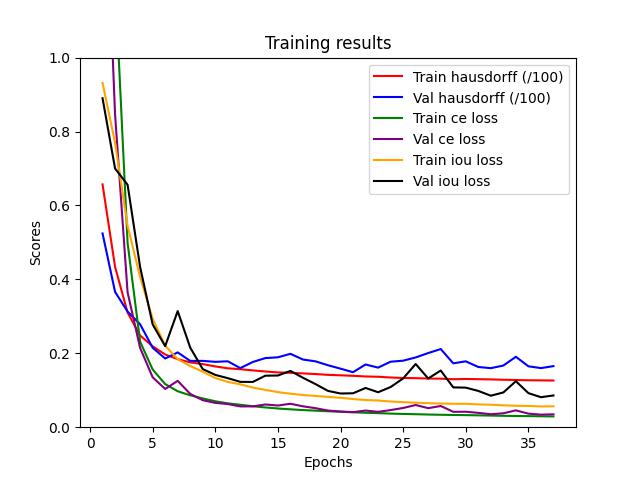 Training results
Scores
1.0
0.8
0.6
0.4
0.2
0.0
Train hausdorff (/100)
Val hausdorff (/100)
Train ce loss
Val ce loss
Train iou loss
Val iou loss
0 5 10 15 20 25 30 35
Epochs